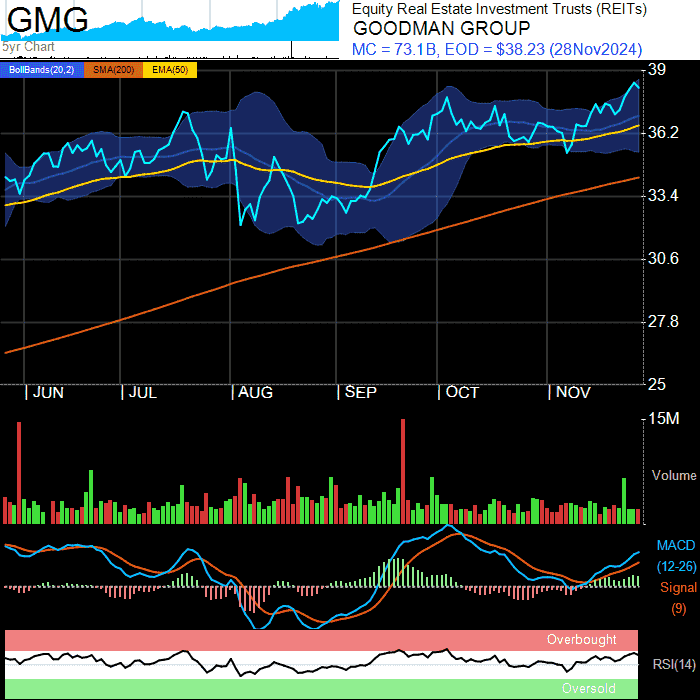 GMG
5yr Chart
Equity Real Estate Investment Trusts (REITs)
GOODMAN GROUP
MC = 73.1B, EOD = $38.23 (28Nov2024)
BollBands(20,2) SMA(200) EMA(50)
39
36.2
33.4
30.6
27.8
25
JUN JUL AUG SEP OCT NOV
15M
Volume
MACD
(12-26)
Signal
(9)
Overbought
RSI(14)
Oversold